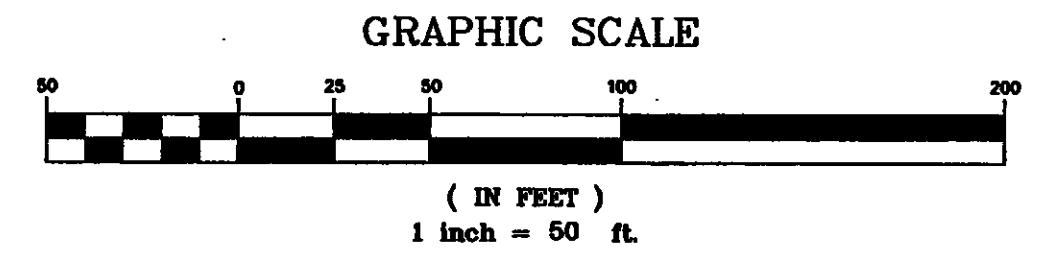 GRAPHIC SCALE
50 0 25 50 100 200
( IN FEET )
1 inch = 50 ft.